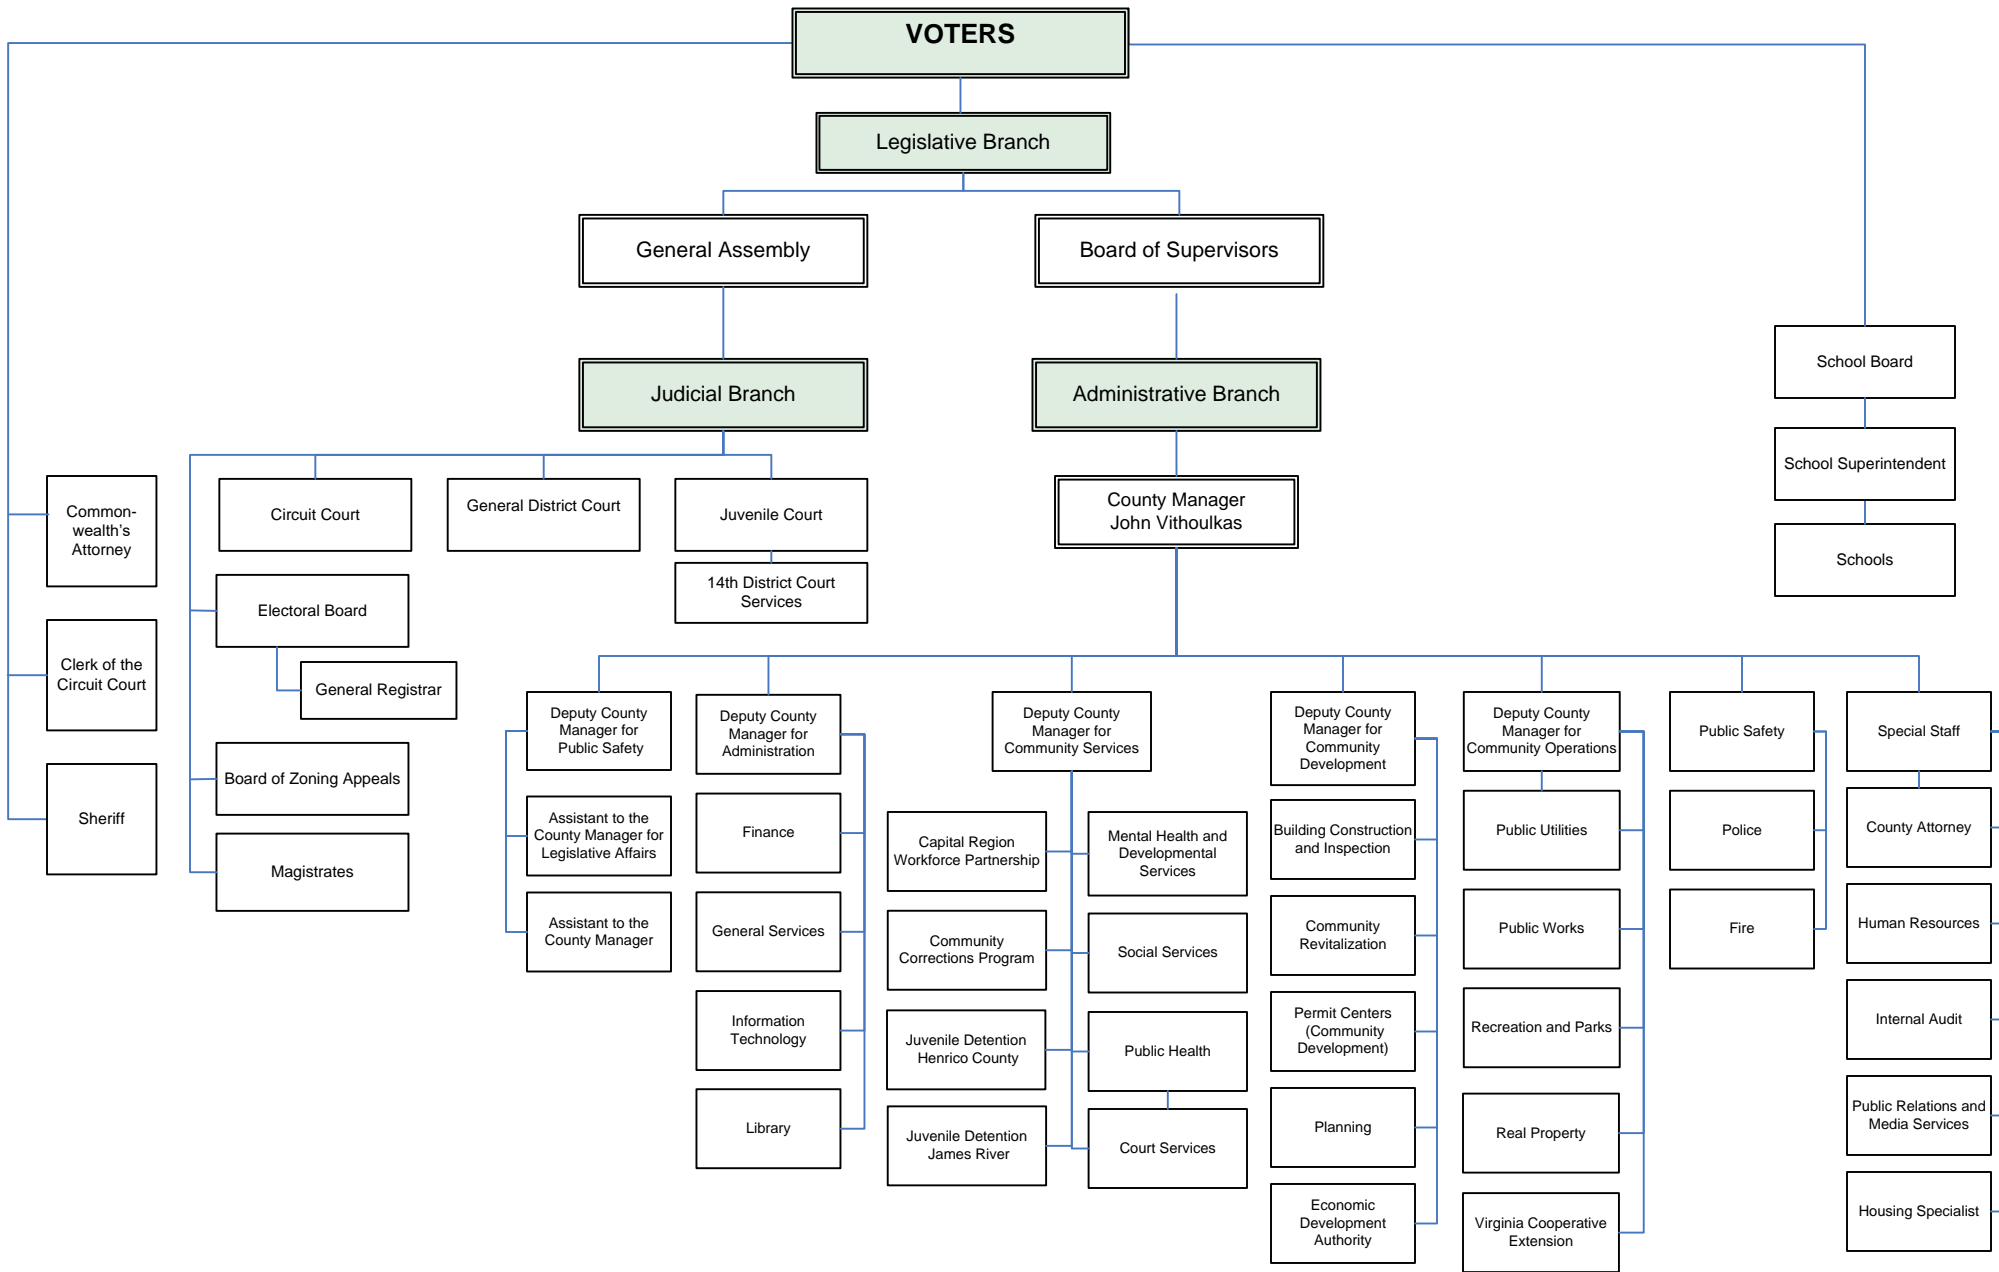 VOTERS
Legislative Branch
General Assembly
Board of Supervisors
Judicial Branch
Administrative Branch
School Board
School Superintendent
Schools
Common-
wealth's
Attorney
Clerk of the
Circuit Court
Sheriff
Circuit Court
General District Court
Juvenile Court
14th District Court
Services
Electoral Board
General Registrar
Board of Zoning Appeals
Magistrates
County Manager
John Vithoulkas
Deputy County
Manager for
Public Safety
Assistant to the
County Manager for
Legislative Affairs
Assistant to the
County Manager
Deputy County
Manager for
Administration
Finance
General Services
Information
Technology
Library
Deputy County
Manager for
Community Services
Capital Region
Workforce Partnership
Community
Corrections Program
Juvenile Detention
Henrico County
Juvenile Detention
James River
Mental Health and
Developmental
Services
Social Services
Public Health
Court Services
Deputy County
Manager for
Community
Development
Building Construction
and Inspection
Community
Revitalization
Permit Centers
(Community
Development)
Planning
Economic
Development
Authority
Deputy County
Manager for
Community Operations
Public Utilities
Public Works
Recreation and Parks
Real Property
Virginia Cooperative
Extension
Public Safety
Police
Fire
Special Staff
County Attorney
Human Resources
Internal Audit
Public Relations and
Media Services
Housing Specialist